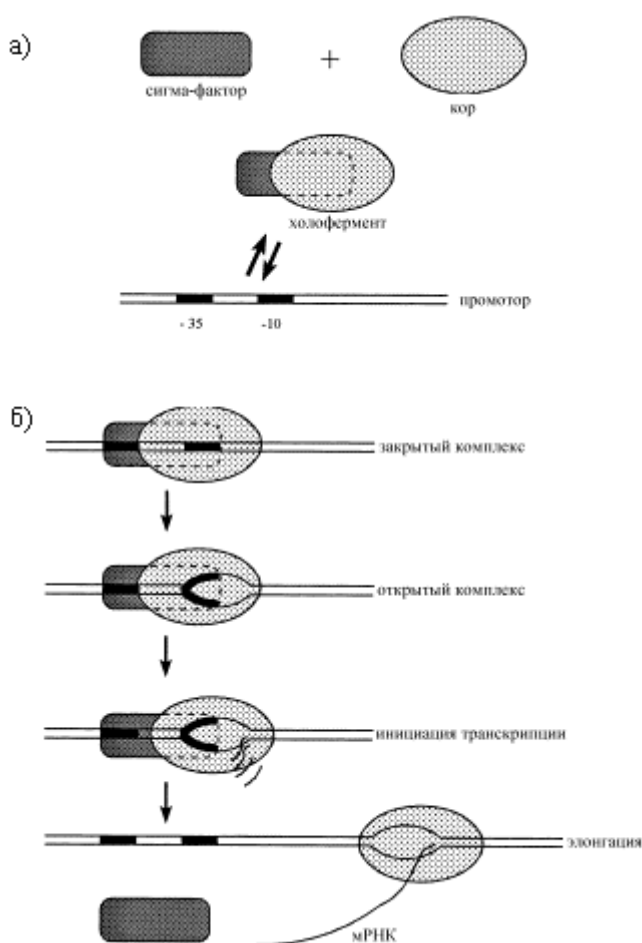 а)
+
сигма-фактор
кор
холофермент
промотор
- 35
-10
б)
закрытый комплекс
открытый комплекс
инициация транскрипции
элонгация
мРНК